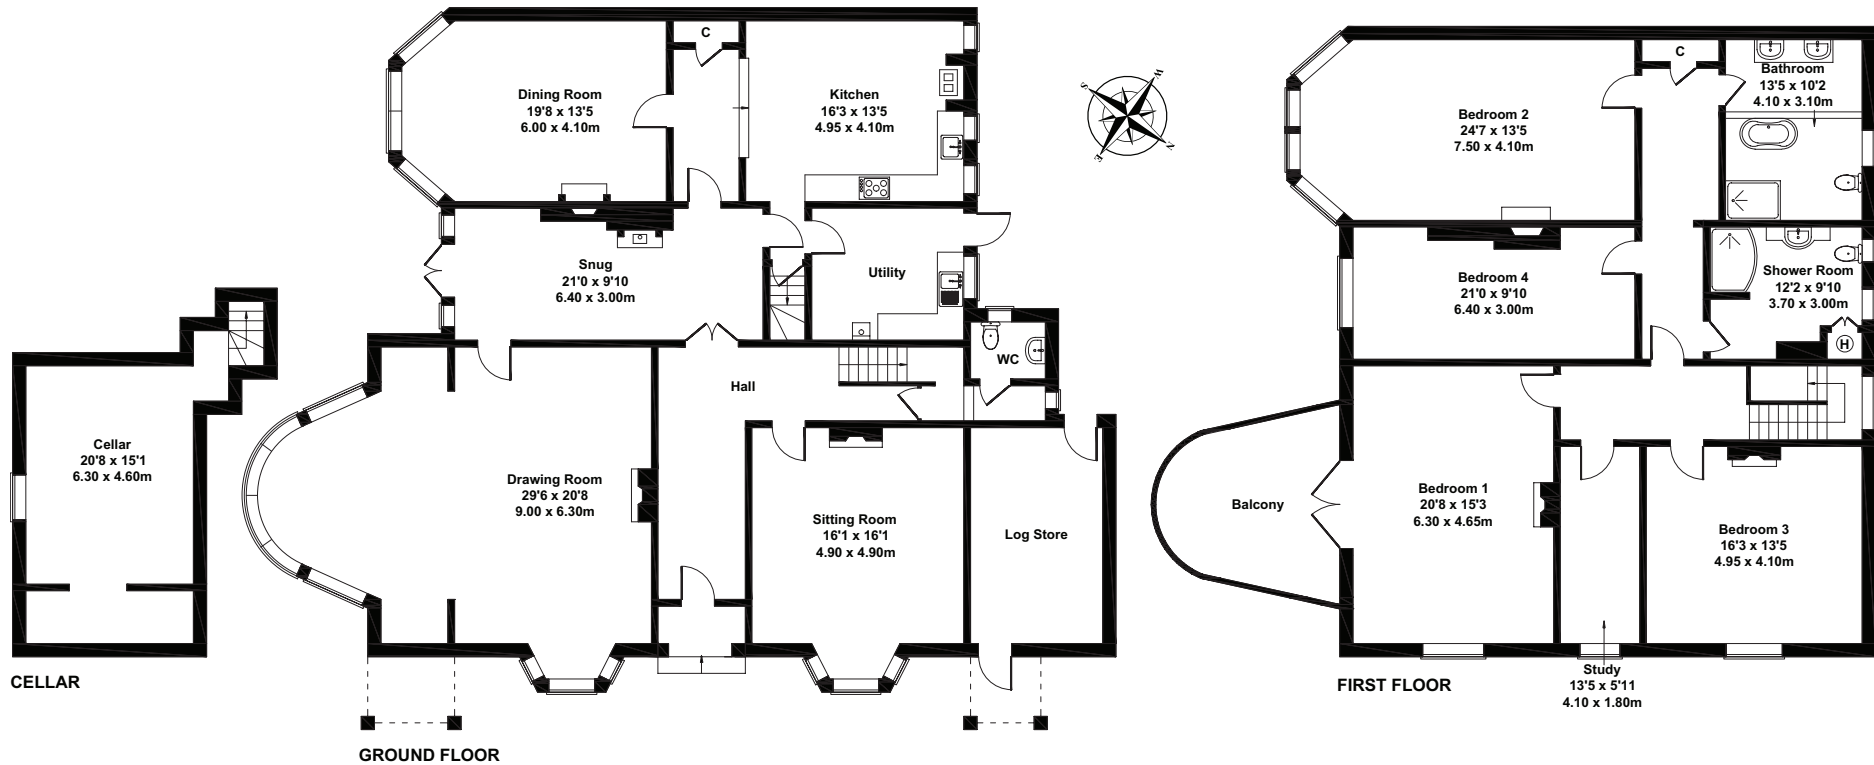 C
Dining Room
19'8 x 13'5
6.00 x 4.10m
Kitchen
16'3 x 13'5
4.95 x 4.10m
Snug
21'0 x 9'10
6.40 x 3.00m
Utility
WC
Hall
Drawing Room
29'6 x 20'8
9.00 x 6.30m
Sitting Room
16'1 x 16'1
4.90 x 4.90m
Log Store
GROUND FLOOR
Cellar
20'8 x 15'1
6.30 x 4.60m
CELLAR
S
W
E
N
C
Bathroom
13'5 x 10'2
4.10 x 3.10m
Bedroom 2
24'7 x 13'5
7.50 x 4.10m
Bedroom 4
21'0 x 9'10
6.40 x 3.00m
Shower Room
12'2 x 9'10
3.70 x 3.00m
H
Balcony
Bedroom 1
20'8 x 15'3
6.30 x 4.65m
Bedroom 3
16'3 x 13'5
4.95 x 4.10m
Study
13'5 x 5'11
4.10 x 1.80m
FIRST FLOOR